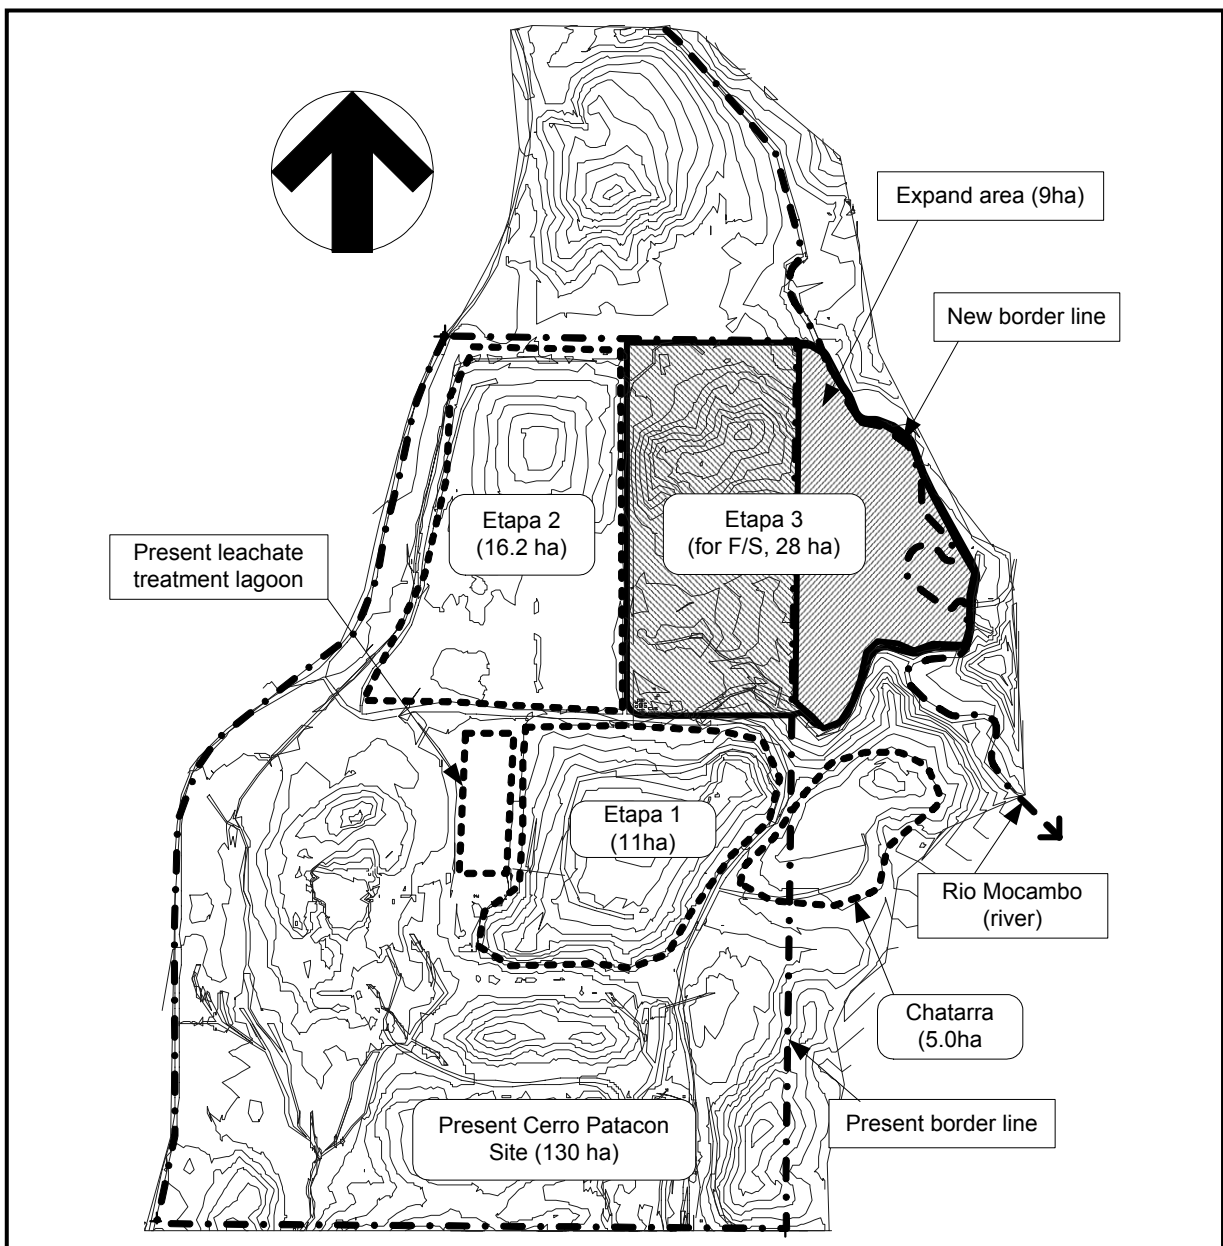 Expand area (9ha)
New border line
Etapa 2
(16.2 ha)
Etapa 3
(for F/S, 28 ha)
Present leachate
treatment lagoon
Etapa 1
(11ha)
Rio Mocambo
(river)
Chatarra
(5.0ha
Present border line
Present Cerro Patacon
Site (130 ha)